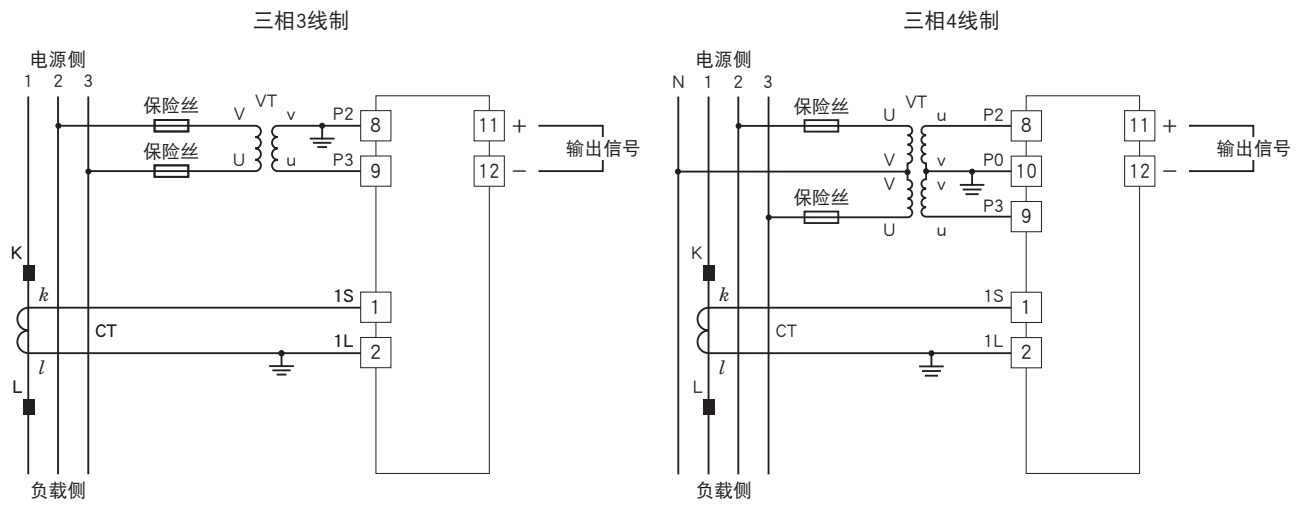 三相3线制
电源侧
1 2 3
保险丝
V VT v P2 8
11 +
保险丝
U u P3 9
12 −
输出信号
K
k 1S 1
CT
l 1L 2
L
负载侧
三相4线制
电源侧
N 1 2 3
保险丝
U VT u P2 8
11 +
V v P0 10
12 −
输出信号
V v
保险丝
U u P3 9
K
k 1S 1
CT
l 1L 2
L
负载侧